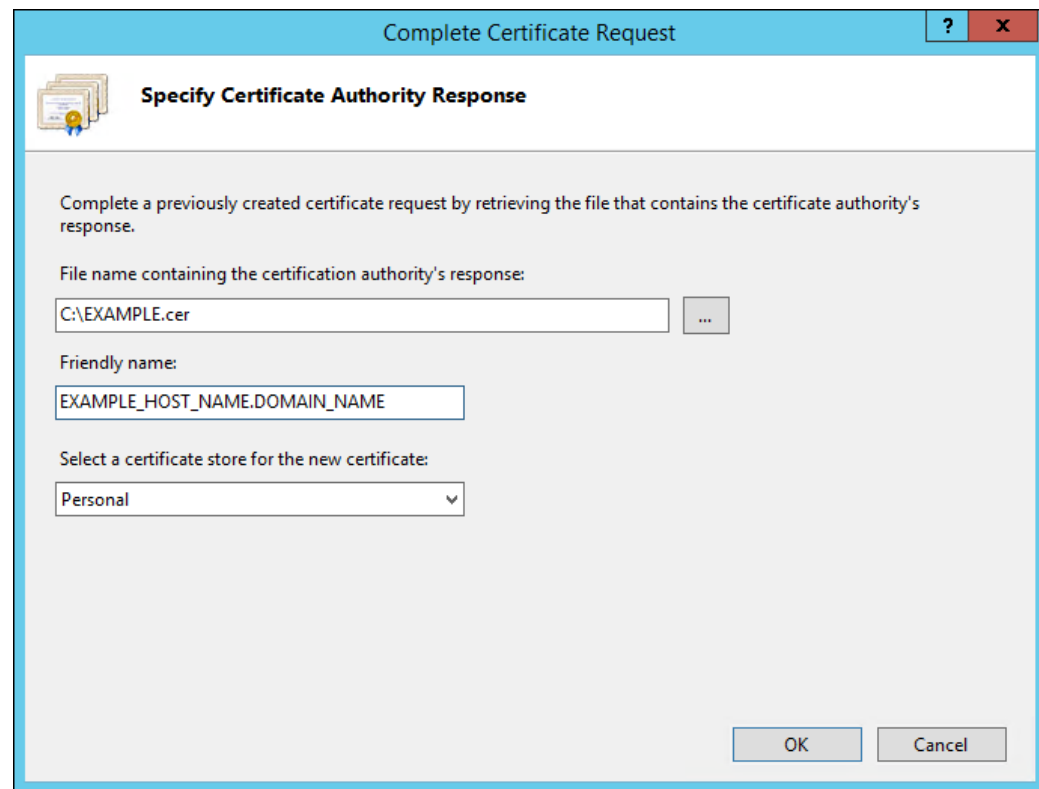 Complete Certificate Request
? x
Specify Certificate Authority Response
Complete a previously created certificate request by retrieving the file that contains the certificate authority's
response.
File name containing the certification authority's response:
C:\EXAMPLE.cer
...
Friendly name:
EXAMPLE_HOST_NAME.DOMAIN_NAME
Select a certificate store for the new certificate:
Personal
OK Cancel